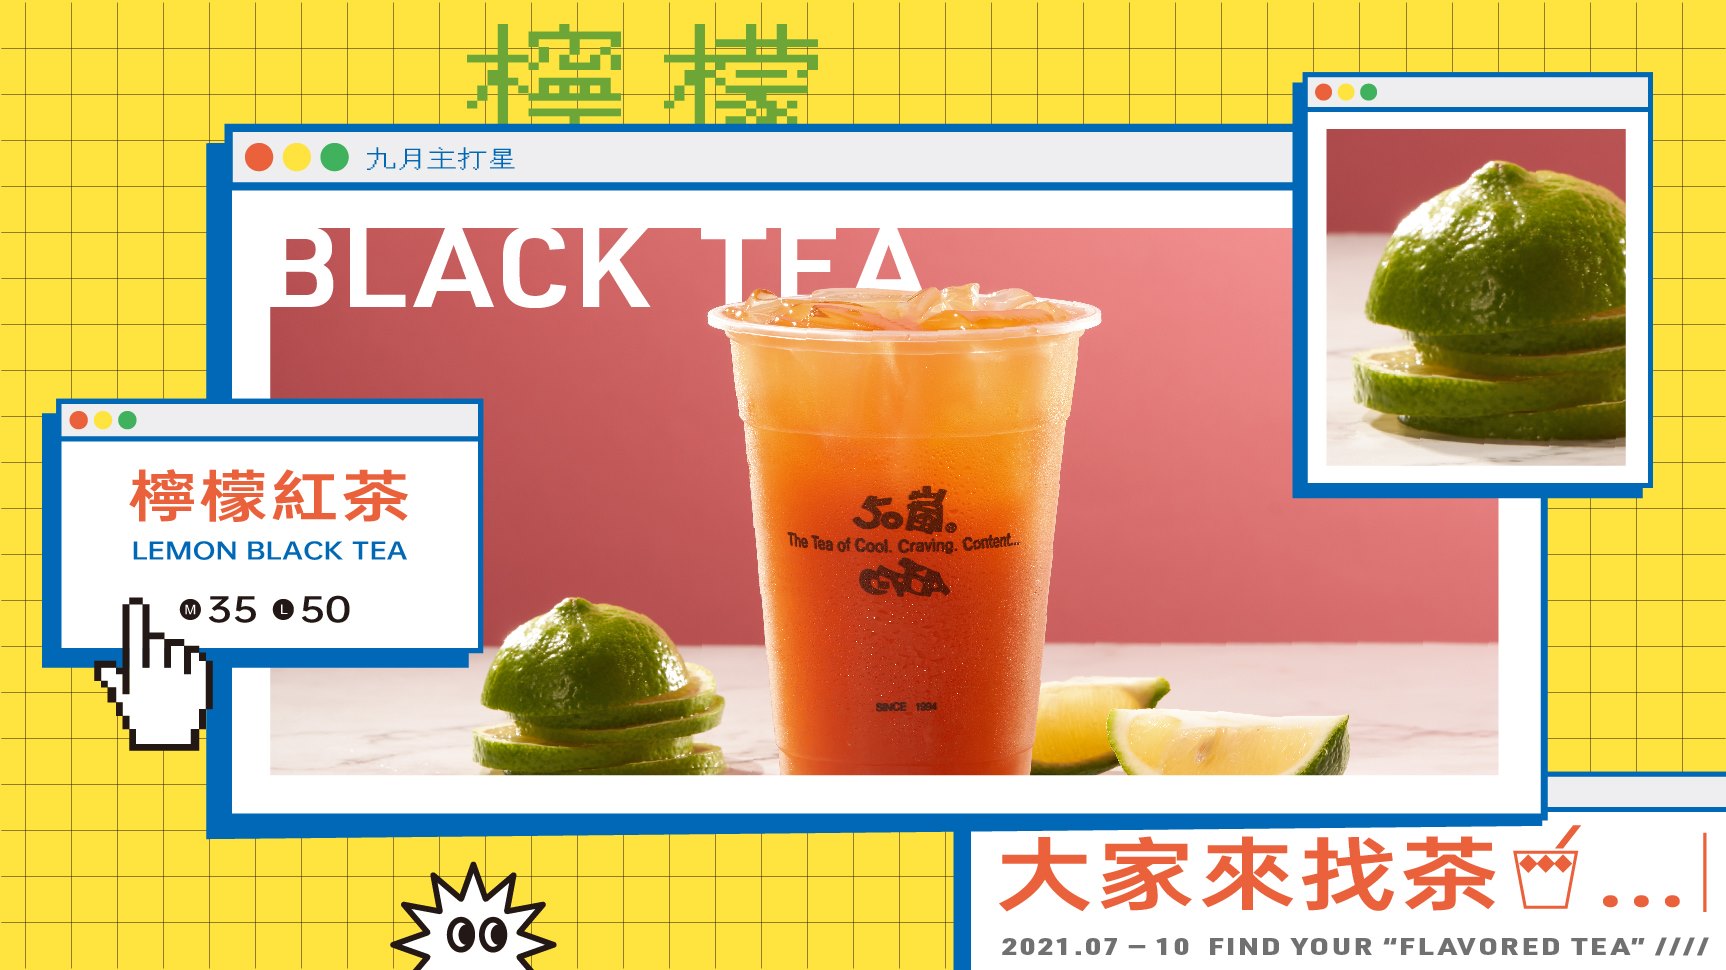 檸檬
九月主打星
BLACK TEA
檸檬紅茶
LEMON BLACK TEA
M 35 L 50
50嵐®
The Tea of Cool. Craving. Content...
SINCE 1994
大家來找茶...
2021.07 – 10 FIND YOUR “FLAVORED TEA” ////